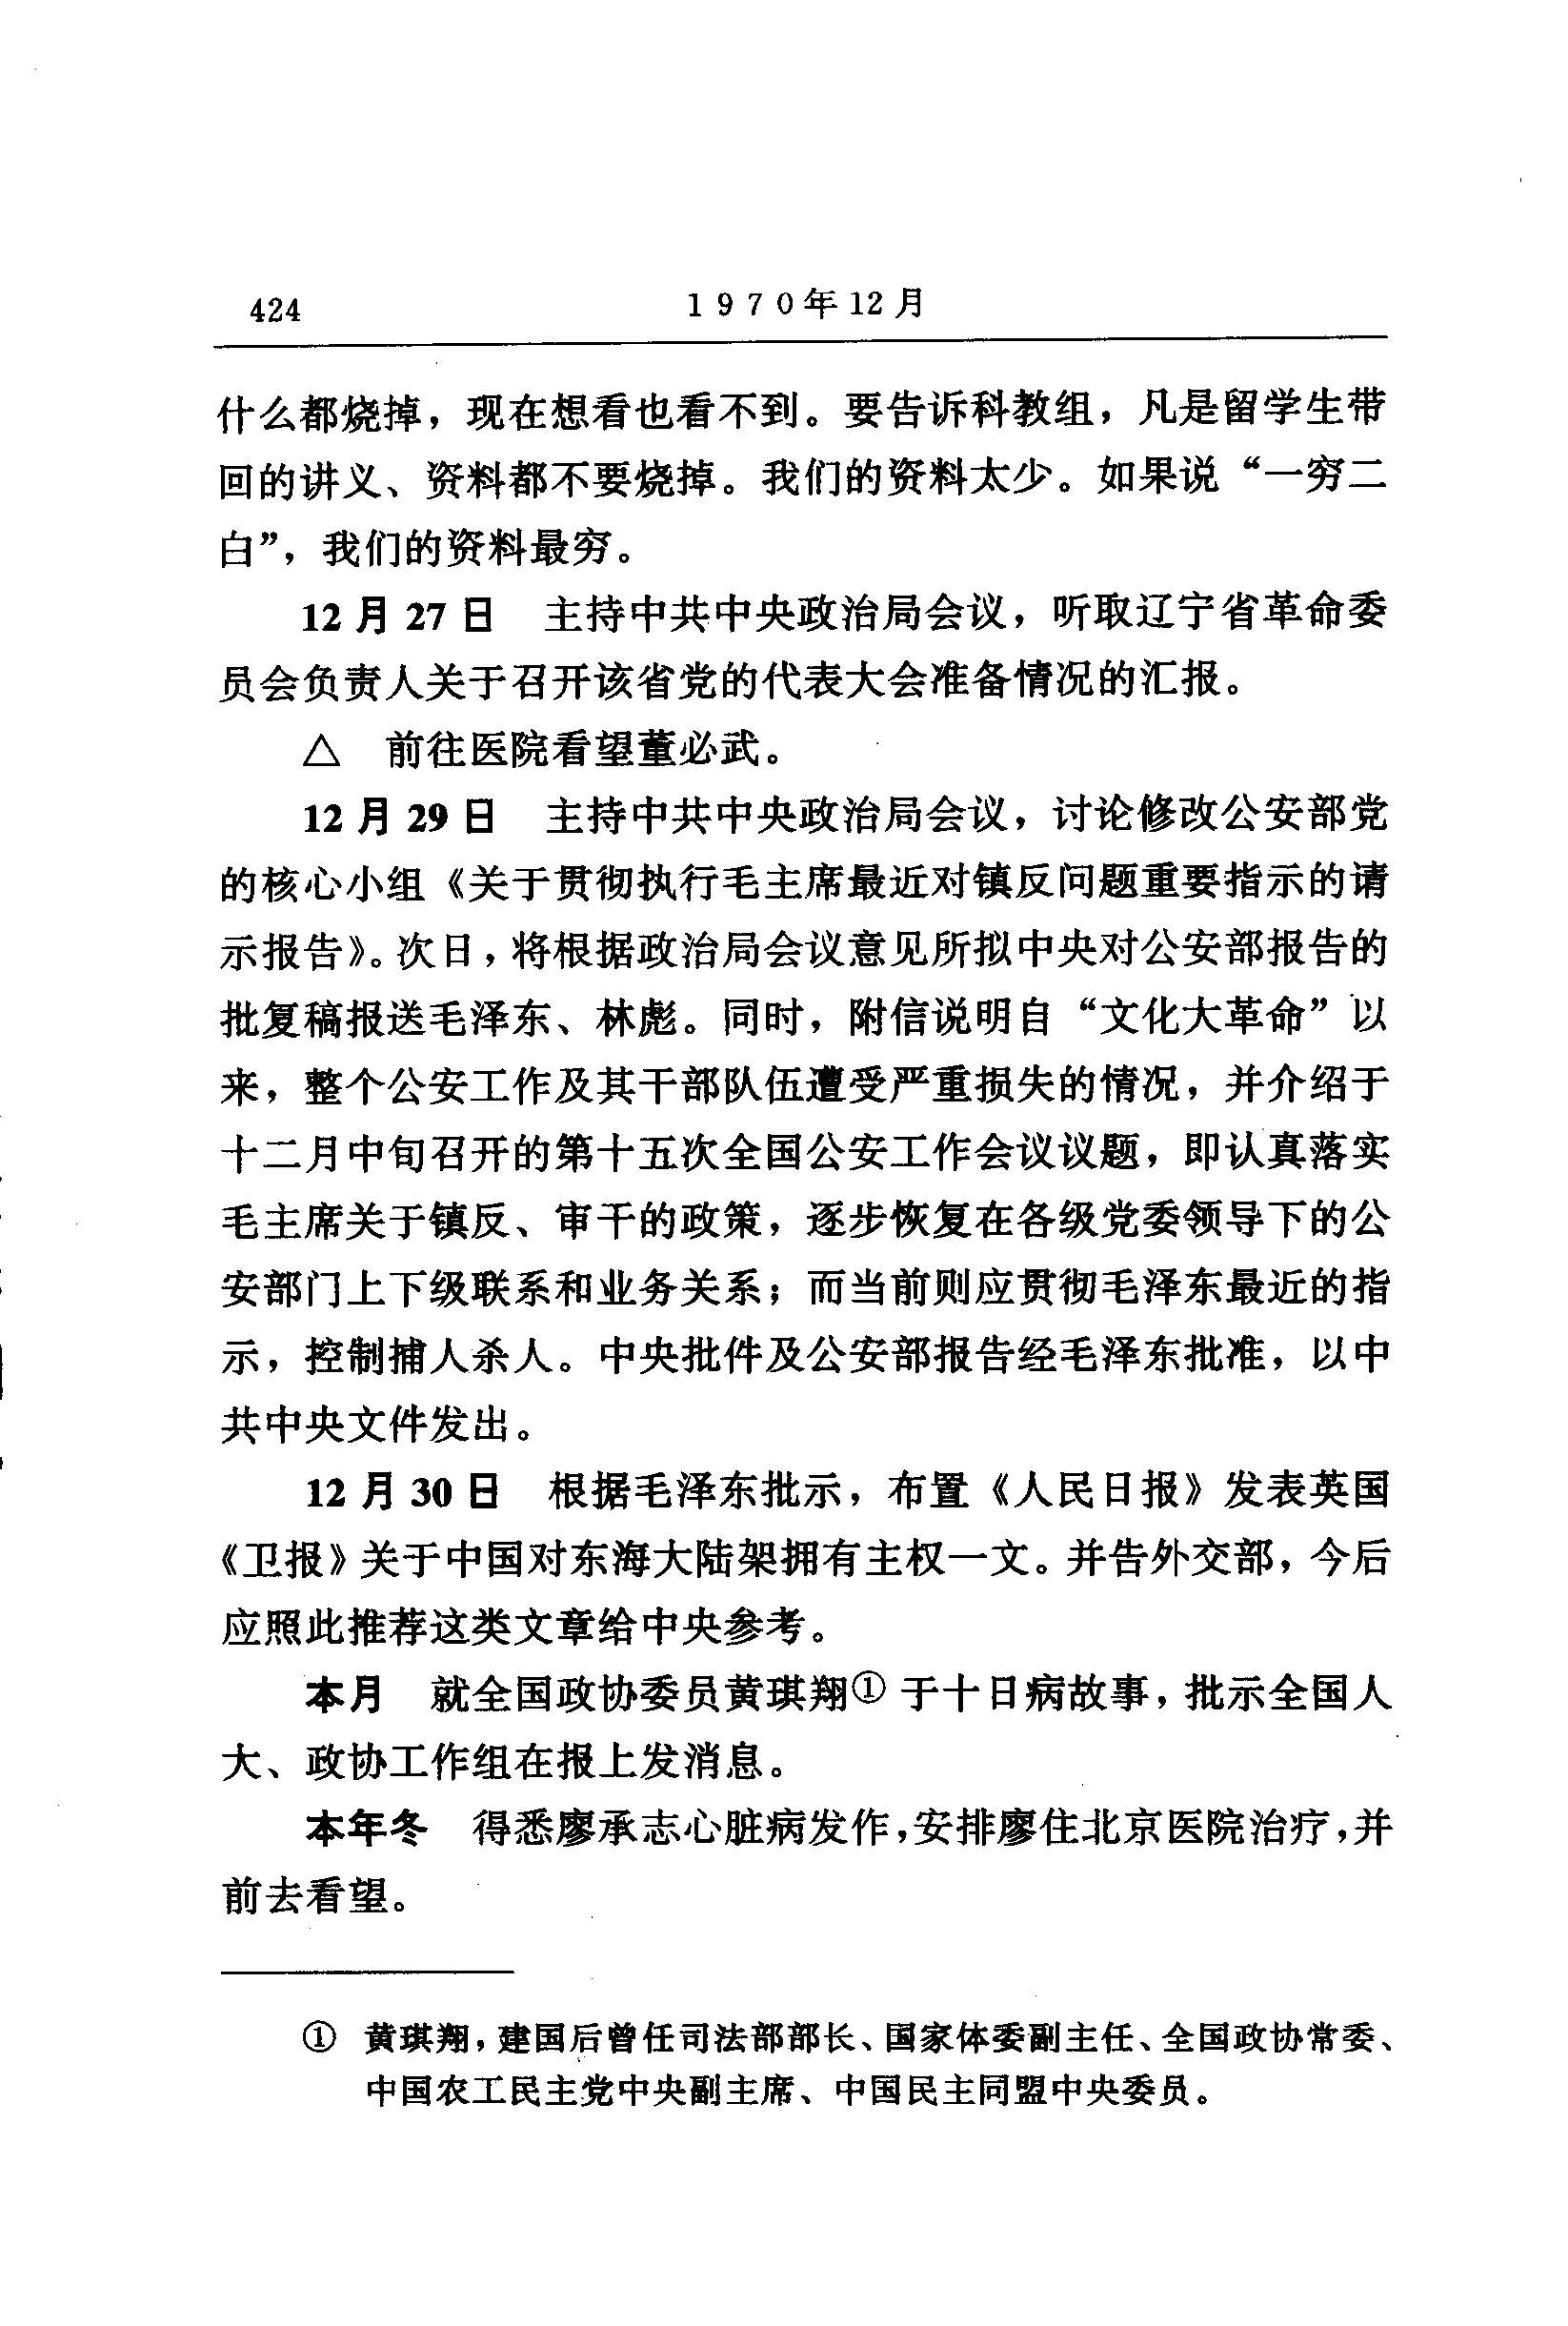 424
1970年12月
什么都烧掉，现在想看也看不到。要告诉科教组，凡是留学生带
回的讲义、资料都不要烧掉。我们的资料太少。如果说“一穷二
白”，我们的资料最穷。
12月27日　主持中共中央政治局会议，听取辽宁省革命委
员会负责人关于召开该省党的代表大会准备情况的汇报。
△　前往医院看望董必武。
12月29日　主持中共中央政治局会议，讨论修改公安部党
的核心小组《关于贯彻执行毛主席最近对镇反问题重要指示的请
示报告》。次日，将根据政治局会议意见所拟中央对公安部报告的
批复稿报送毛泽东、林彪。同时，附信说明自“文化大革命”以
来，整个公安工作及其干部队伍遭受严重损失的情况，并介绍于
十二月中旬召开的第十五次全国公安工作会议议题，即认真落实
毛主席关于镇反、审干的政策，逐步恢复在各级党委领导下的公
安部门上下级联系和业务关系；而当前则应贯彻毛泽东最近的指
示，控制捕人杀人。中央批件及公安部报告经毛泽东批准，以中
共中央文件发出。
12月30日　根据毛泽东批示，布置《人民日报》发表英国
《卫报》关于中国对东海大陆架拥有主权一文。并告外交部，今后
应照此推荐这类文章给中央参考。
本月　就全国政协委员黄琪翔①于十日病故事，批示全国人
大、政协工作组在报上发消息。
本年冬　得悉廖承志心脏病发作，安排廖住北京医院治疗，并
前去看望。
①　黄琪翔，建国后曾任司法部部长、国家体委副主任、全国政协常委、
中国农工民主党中央副主席、中国民主同盟中央委员。